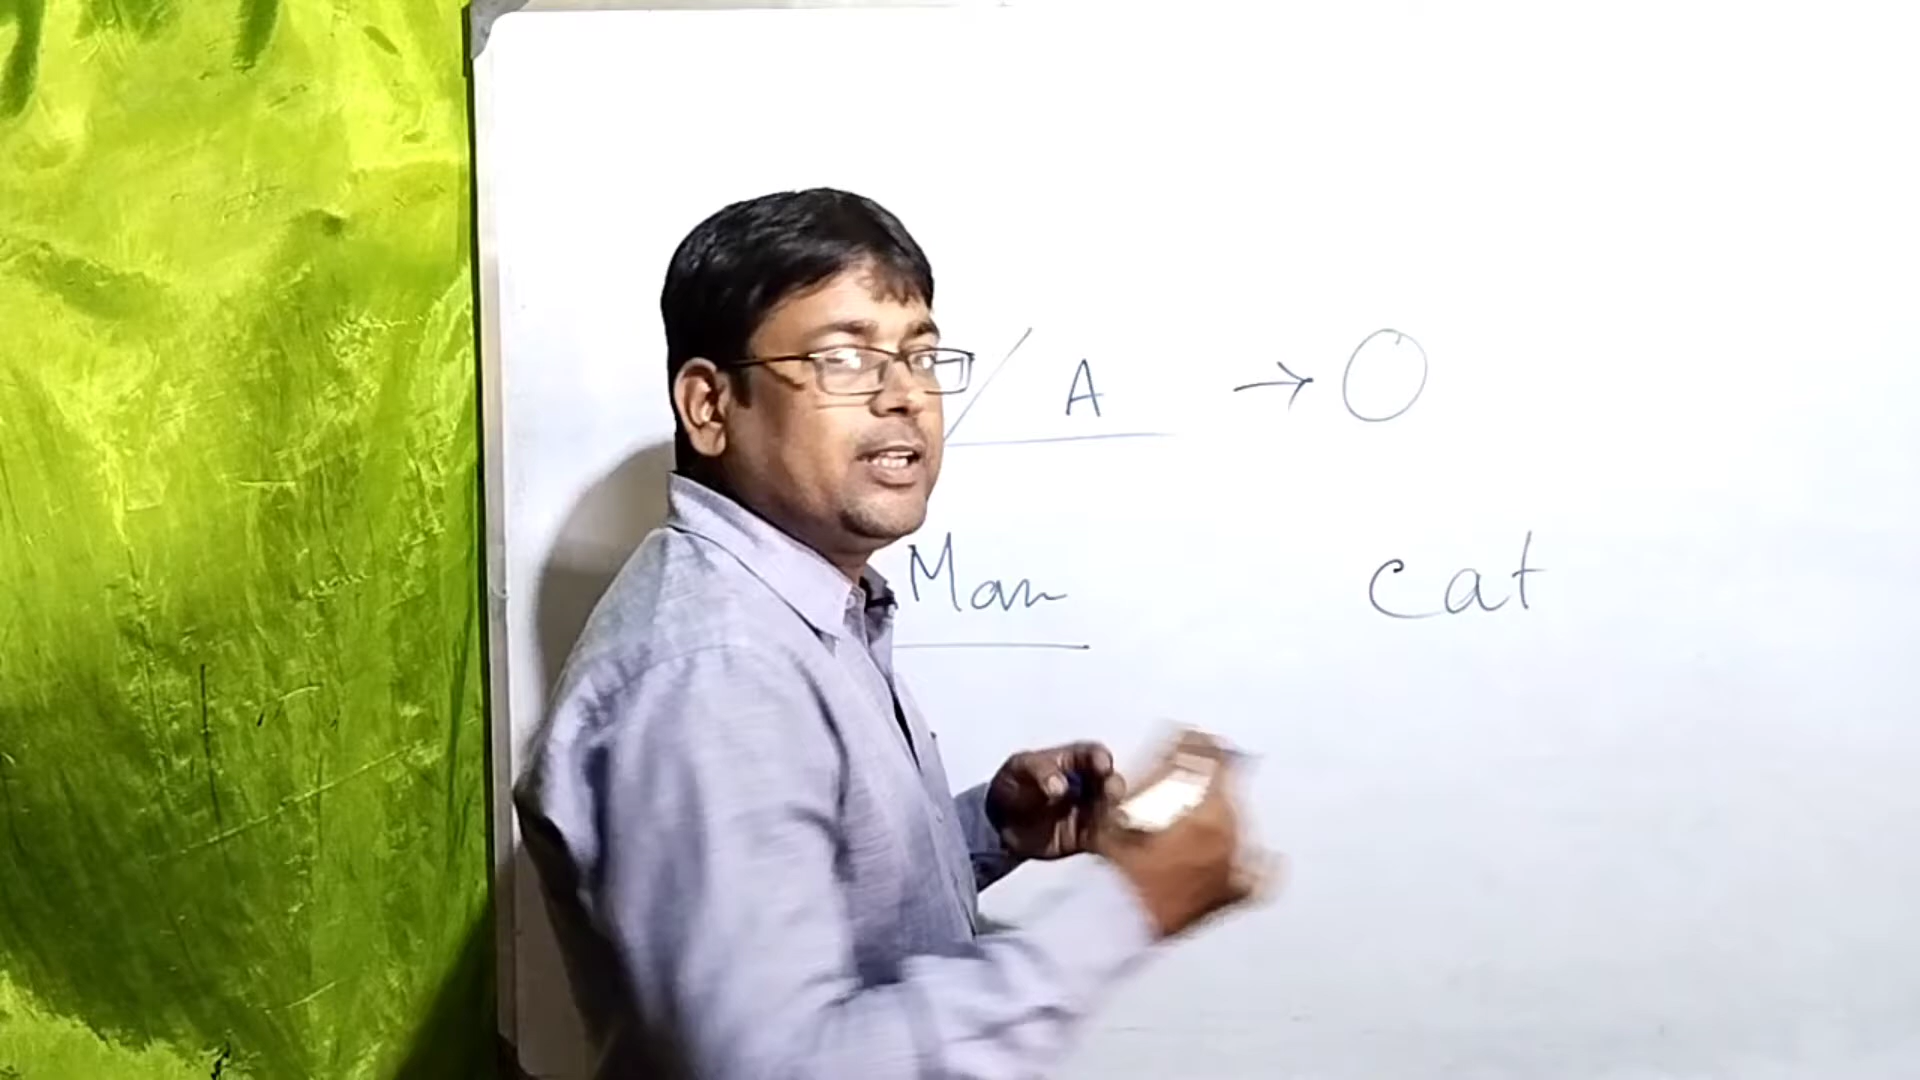 / A → O
Man cat